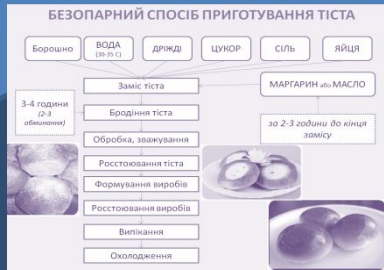 БЕЗОПАРНИЙ СПОСІБ ПРИГОТУВАННЯ ТІСТА
Борошно
ВОДА
(30-35 С)
ДРІЖДІ
ЦУКОР
СІЛЬ
ЯЙЦЯ
Заміс тіста
МАРГАРИН або МАСЛО
3-4 години
(2-3
обминання)
Бродіння тіста
за 2-3 години до кінця
замісу
Обробка, зважування
Розстоювання тіста
Формування виробів
Розстоювання виробів
Випікання
Охолодження